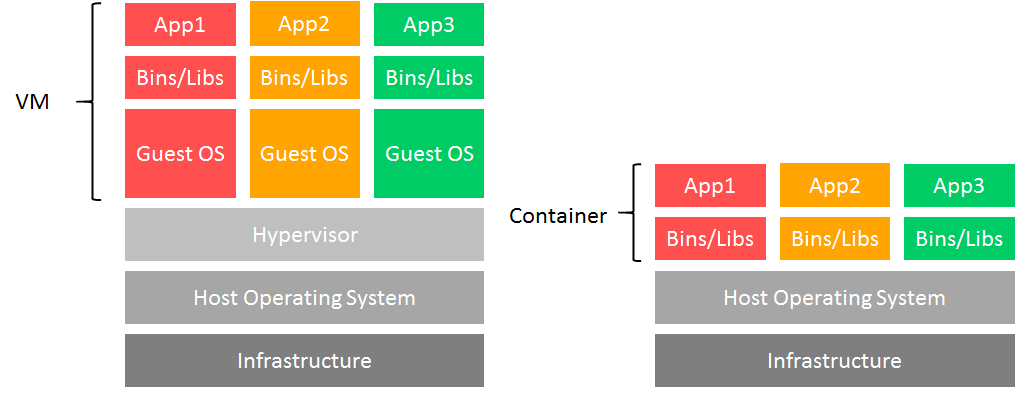 App1 App2 App3
Bins/Libs Bins/Libs Bins/Libs
VM
Guest OS Guest OS Guest OS
Hypervisor
Host Operating System
Infrastructure
App1 App2 App3
Container
Bins/Libs Bins/Libs Bins/Libs
Host Operating System
Infrastructure